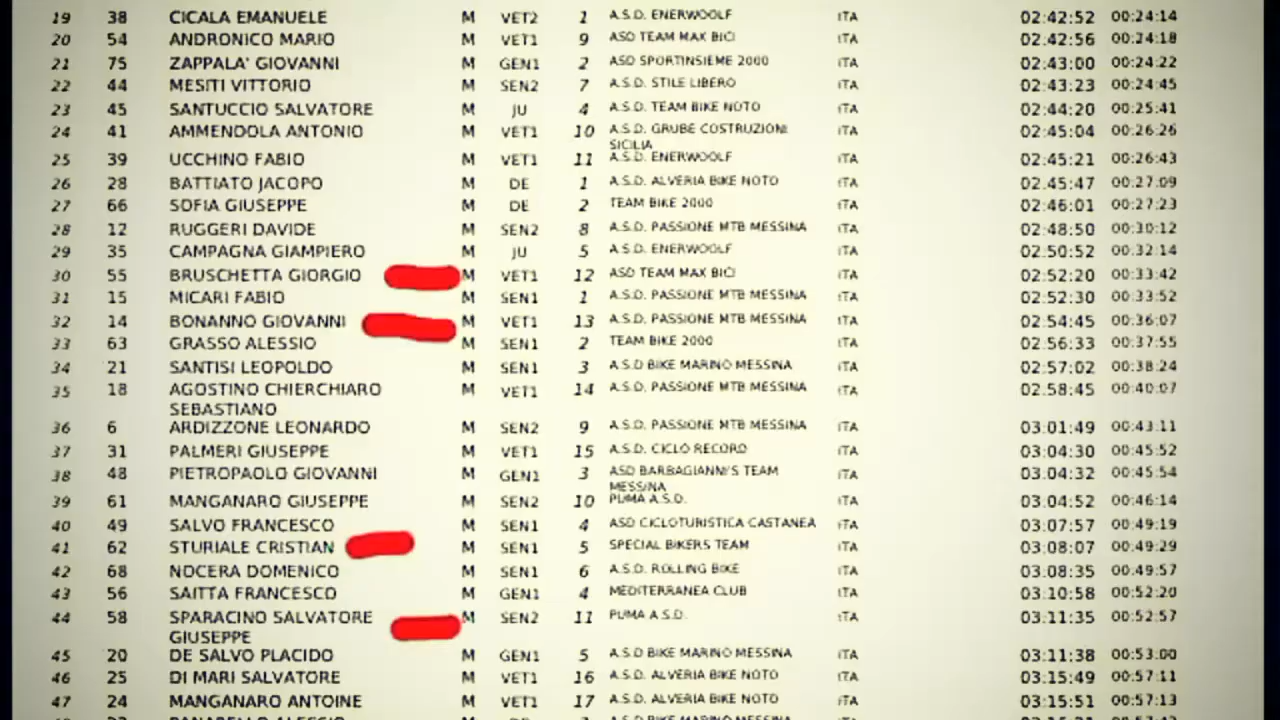 19 38 CICALA EMANUELE M VET2 1 A.S.D. ENERWOOLF ITA 02:42:52 00:24:14
20 54 ANDRONICO MARIO M VET1 9 ASD TEAM MAX BICI ITA 02:42:56 00:24:18
21 75 ZAPPALA' GIOVANNI M GEN1 2 ASD SPORTINSIEME 2000 ITA 02:43:00 00:24:22
22 44 MESITI VITTORIO M SEN2 7 A.S.D. STILE LIBERO ITA 02:43:23 00:24:45
23 45 SANTUCCIO SALVATORE M JU 4 A.S.D. TEAM BIKE NOTO ITA 02:44:20 00:25:41
24 41 AMMENDOLA ANTONIO M VET1 10 A.S.D. GRUBE COSTRUZIONI ITA 02:45:04 00:26:26
SICILIA
25 39 UCCHINO FABIO M VET1 11 A.S.D. ENERWOOLF ITA 02:45:21 00:26:43
26 28 BATTIATO JACOPO M DE 1 A.S.D. ALVERIA BIKE NOTO ITA 02:45:47 00:27:09
27 66 SOFIA GIUSEPPE M DE 2 TEAM BIKE 2000 ITA 02:46:01 00:27:23
28 12 RUGGERI DAVIDE M SEN2 8 A.S.D. PASSIONE MTB MESSINA ITA 02:48:50 00:30:12
29 35 CAMPAGNA GIAMPIERO M JU 5 A.S.D. ENERWOOLF ITA 02:50:52 00:32:14
30 55 BRUSCHETTA GIORGIO M VET1 12 ASD TEAM MAX BICI ITA 02:52:20 00:33:42
31 15 MICARI FABIO M SEN1 1 A.S.D. PASSIONE MTB MESSINA ITA 02:52:30 00:33:52
32 14 BONANNO GIOVANNI M VET1 13 A.S.D. PASSIONE MTB MESSINA ITA 02:54:45 00:36:07
33 63 GRASSO ALESSIO M SEN1 2 TEAM BIKE 2000 ITA 02:56:33 00:37:55
34 21 SANTISI LEOPOLDO M SEN1 3 A.S.D BIKE MARINO MESSINA ITA 02:57:02 00:38:24
35 18 AGOSTINO CHIERCHIARO M VET1 14 A.S.D. PASSIONE MTB MESSINA ITA 02:58:45 00:40:07
SEBASTIANO
36 6 ARDIZZONE LEONARDO M SEN2 9 A.S.D. PASSIONE MTB MESSINA ITA 03:01:49 00:43:11
37 31 PALMERI GIUSEPPE M VET1 15 A.S.D. CICLO RECORD ITA 03:04:30 00:45:52
38 48 PIETROPAOLO GIOVANNI M GEN1 3 ASD BARBAGIANNI'S TEAM ITA 03:04:32 00:45:54
MESSINA
39 61 MANGANARO GIUSEPPE M SEN2 10 PUMA A.S.D. ITA 03:04:52 00:46:14
40 49 SALVO FRANCESCO M SEN1 4 ASD CICLOTURISTICA CASTANEA ITA 03:07:57 00:49:19
41 62 STURIALE CRISTIAN M SEN1 5 SPECIAL BIKERS TEAM ITA 03:08:07 00:49:29
42 68 NOCERA DOMENICO M SEN1 6 A.S.D. ROLLING BIKE ITA 03:08:35 00:49:57
43 56 SAITTA FRANCESCO M GEN1 4 MEDITERRANEA CLUB ITA 03:10:58 00:52:20
44 58 SPARACINO SALVATORE M SEN2 11 PUMA A.S.D. ITA 03:11:35 00:52:57
GIUSEPPE
45 20 DE SALVO PLACIDO M GEN1 5 A.S.D BIKE MARINO MESSINA ITA 03:11:38 00:53:00
46 25 DI MARI SALVATORE M VET1 16 A.S.D. ALVERIA BIKE NOTO ITA 03:15:49 00:57:11
47 24 MANGANARO ANTOINE M VET1 17 A.S.D. ALVERIA BIKE NOTO ITA 03:15:51 00:57:13